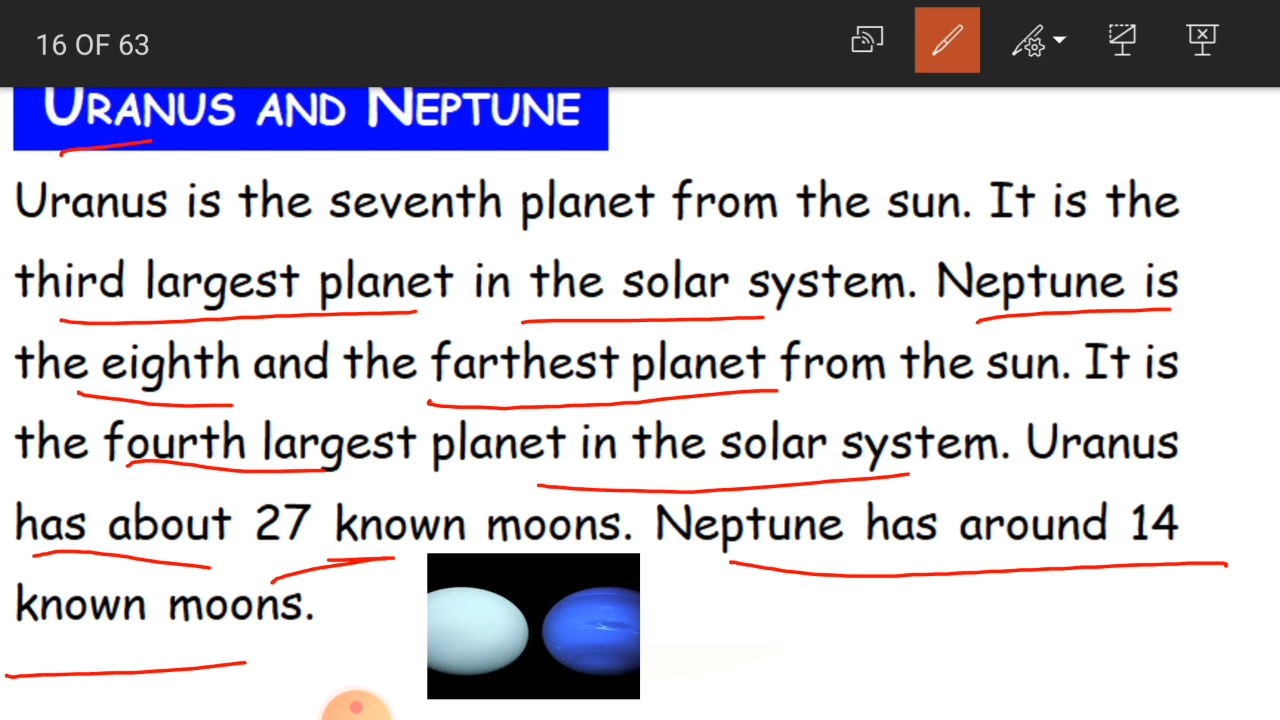 16 OF 63
URANUS AND NEPTUNE
Uranus is the seventh planet from the sun. It is the
third largest planet in the solar system. Neptune is
the eighth and the farthest planet from the sun. It is
the fourth largest planet in the solar system. Uranus
has about 27 known moons. Neptune has around 14
known moons.